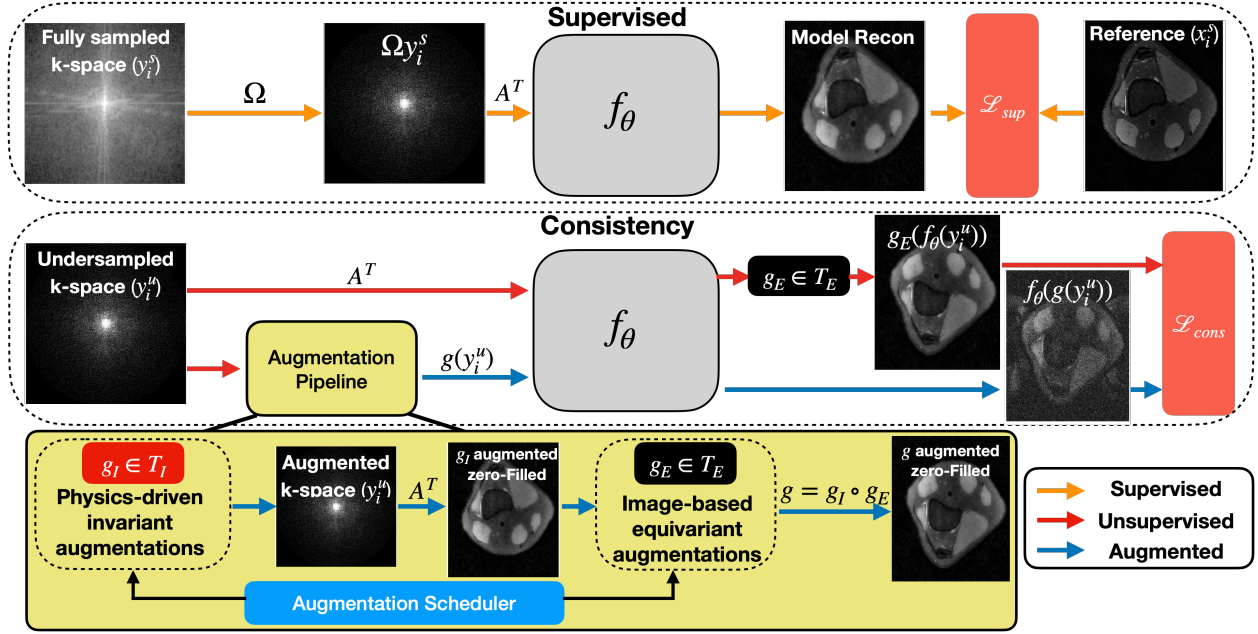 Supervised
Fully sampled
k-space (y_i^s)
Ω
Ωy_i^s
A^T
f_θ
Model Recon
ℒ_sup
Reference (x_i^s)
Consistency
Undersampled
k-space (y_i^u)
A^T
Augmentation
Pipeline
g(y_i^u)
f_θ
g_E ∈ T_E
g_E(f_θ(y_i^u))
f_θ(g(y_i^u))
ℒ_cons
g_I ∈ T_I
Physics-driven
invariant
augmentations
Augmented
k-space (y_i^u)
A^T
g_I augmented
zero-Filled
g_E ∈ T_E
Image-based
equivariant
augmentations
g = g_I ∘ g_E
g augmented
zero-Filled
Augmentation Scheduler
Supervised
Unsupervised
Augmented